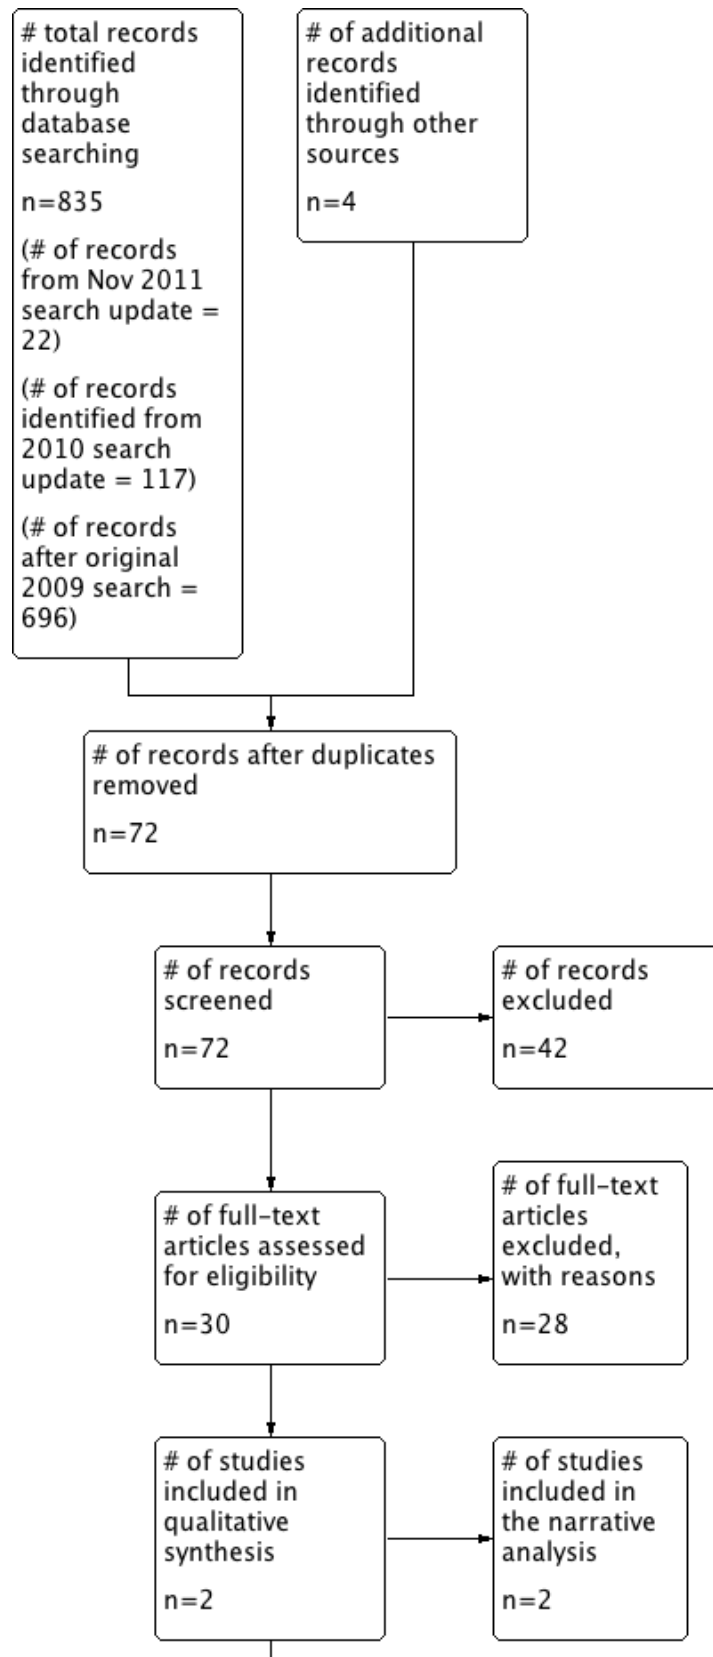 # total records
identified
through
database
searching
n=835
(# of records
from Nov 2011
search update =
22)
(# of records
identified from
2010 search
update = 117)
(# of records
after original
2009 search =
696)
# of additional
records
identified
through other
sources
n=4
# of records after duplicates
removed
n=72
# of records
screened
n=72
# of records
excluded
n=42
# of full-text
articles assessed
for eligibility
n=30
# of full-text
articles
excluded,
with reasons
n=28
# of studies
included in
qualitative
synthesis
n=2
# of studies
included in
the narrative
analysis
n=2